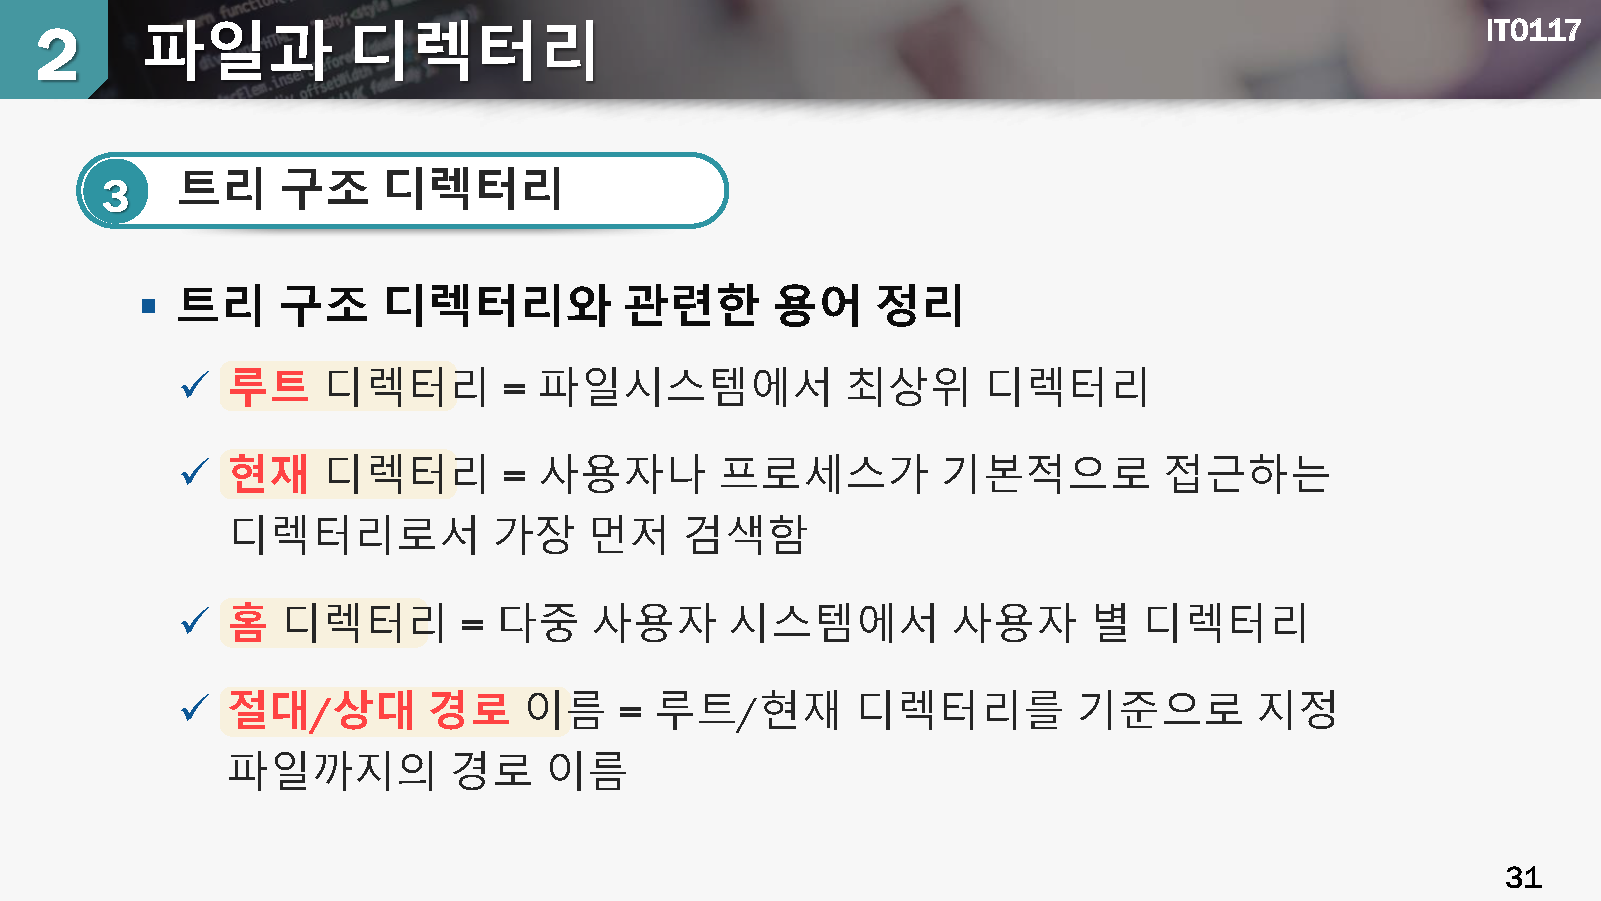 2 파일과 디렉터리
IT0117
3 트리 구조 디렉터리
▪ 트리 구조 디렉터리와 관련한 용어 정리
✓ 루트 디렉터리 = 파일시스템에서 최상위 디렉터리
✓ 현재 디렉터리 = 사용자나 프로세스가 기본적으로 접근하는
디렉터리로서 가장 먼저 검색함
✓ 홈 디렉터리 = 다중 사용자 시스템에서 사용자 별 디렉터리
✓ 절대/상대 경로 이름 = 루트/현재 디렉터리를 기준으로 지정
파일까지의 경로 이름
31